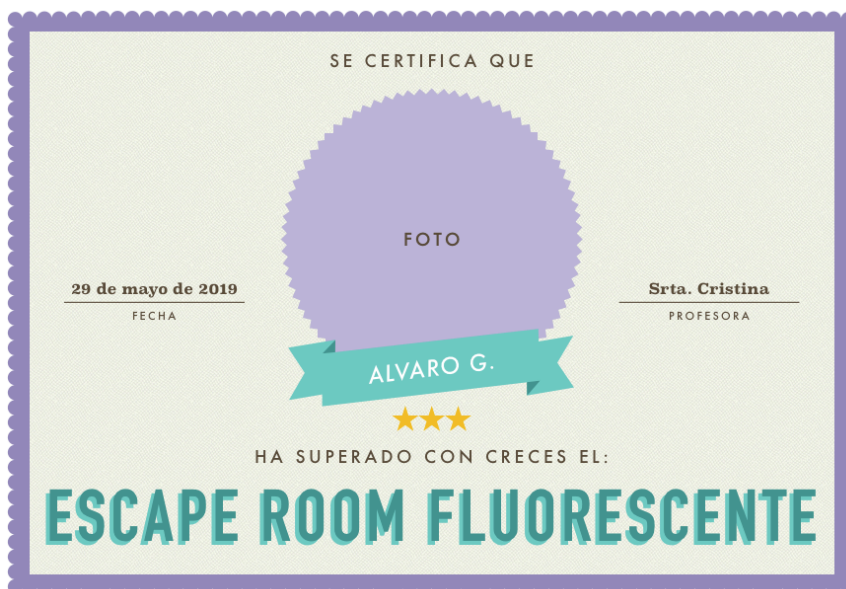 SE CERTIFICA QUE
FOTO
29 de mayo de 2019
FECHA
Srta. Cristina
PROFESORA
ALVARO G.
HA SUPERADO CON CRECES EL:
ESCAPE ROOM FLUORESCENTE